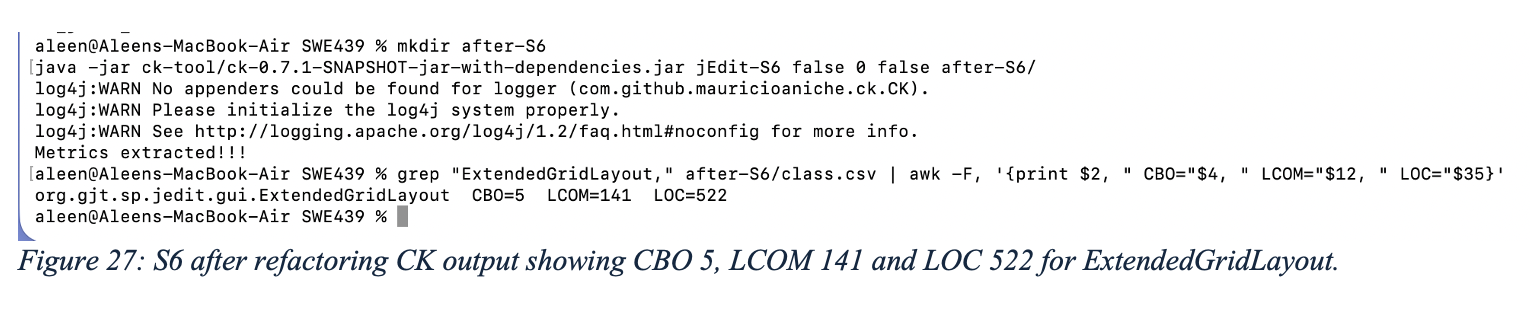 aleen@Aleens-MacBook-Air SWE439 % mkdir after-S6
[java -jar ck-tool/ck-0.7.1-SNAPSHOT-jar-with-dependencies.jar jEdit-S6 false 0 false after-S6/
log4j:WARN No appenders could be found for logger (com.github.mauricioaniche.ck.CK).
log4j:WARN Please initialize the log4j system properly.
log4j:WARN See http://logging.apache.org/log4j/1.2/faq.html#noconfig for more info.
Metrics extracted!!!
[aleen@Aleens-MacBook-Air SWE439 % grep "ExtendedGridLayout," after-S6/class.csv | awk -F, '{print $2, " CBO="$4, " LCOM="$12, " LOC="$35}'
org.gjt.sp.jedit.gui.ExtendedGridLayout  CBO=5  LCOM=141  LOC=522
aleen@Aleens-MacBook-Air SWE439 %
Figure 27: S6 after refactoring CK output showing CBO 5, LCOM 141 and LOC 522 for ExtendedGridLayout.